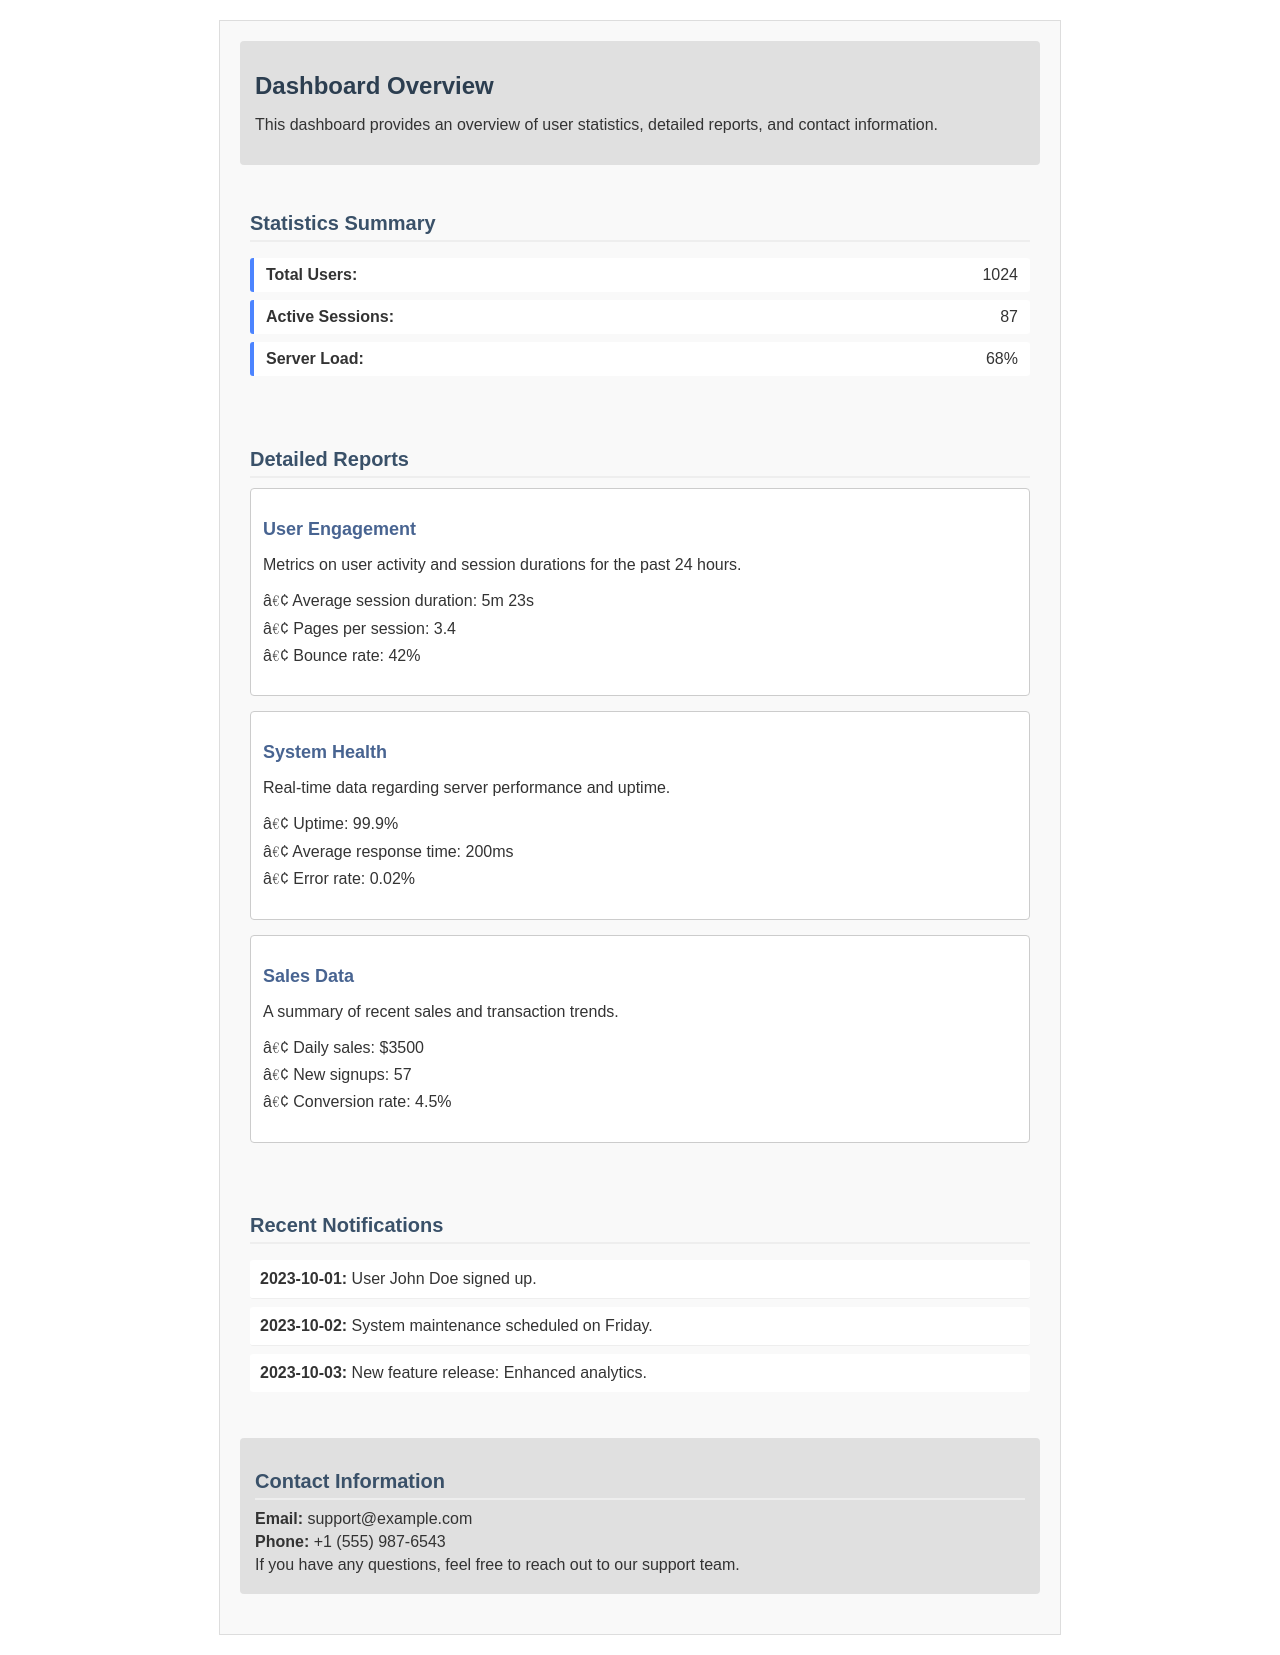 Dashboard Overview
This dashboard provides an overview of user statistics, detailed reports, and contact information.
Statistics Summary
Total Users: 1024
Active Sessions: 87
Server Load: 68%
Detailed Reports
User Engagement
Metrics on user activity and session durations for the past 24 hours.
â€¢ Average session duration: 5m 23s
â€¢ Pages per session: 3.4
â€¢ Bounce rate: 42%
System Health
Real-time data regarding server performance and uptime.
â€¢ Uptime: 99.9%
â€¢ Average response time: 200ms
â€¢ Error rate: 0.02%
Sales Data
A summary of recent sales and transaction trends.
â€¢ Daily sales: $3500
â€¢ New signups: 57
â€¢ Conversion rate: 4.5%
Recent Notifications
2023-10-01: User John Doe signed up.
2023-10-02: System maintenance scheduled on Friday.
2023-10-03: New feature release: Enhanced analytics.
Contact Information
Email: support@example.com
Phone: +1 (555) 987-6543
If you have any questions, feel free to reach out to our support team.